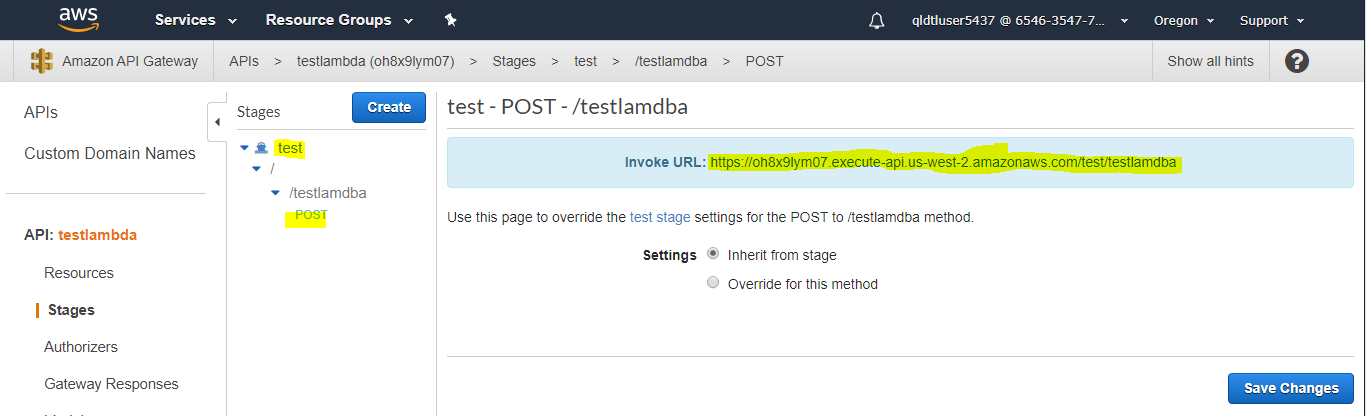 aws Services Resource Groups qldtluser5437 @ 6546-3547-7... Oregon Support
Amazon API Gateway APIs > testlambda (oh8x9lym07) > Stages > test > /testlamdba > POST Show all hints ?
APIs
Custom Domain Names
API: testlambda
Resources
Stages
Authorizers
Gateway Responses
Stages Create
test
/
/testlamdba
POST
test - POST - /testlamdba
Invoke URL: https://oh8x9lym07.execute-api.us-west-2.amazonaws.com/test/testlamdba
Use this page to override the test stage settings for the POST to /testlamdba method.
Settings Inherit from stage
Override for this method
Save Changes